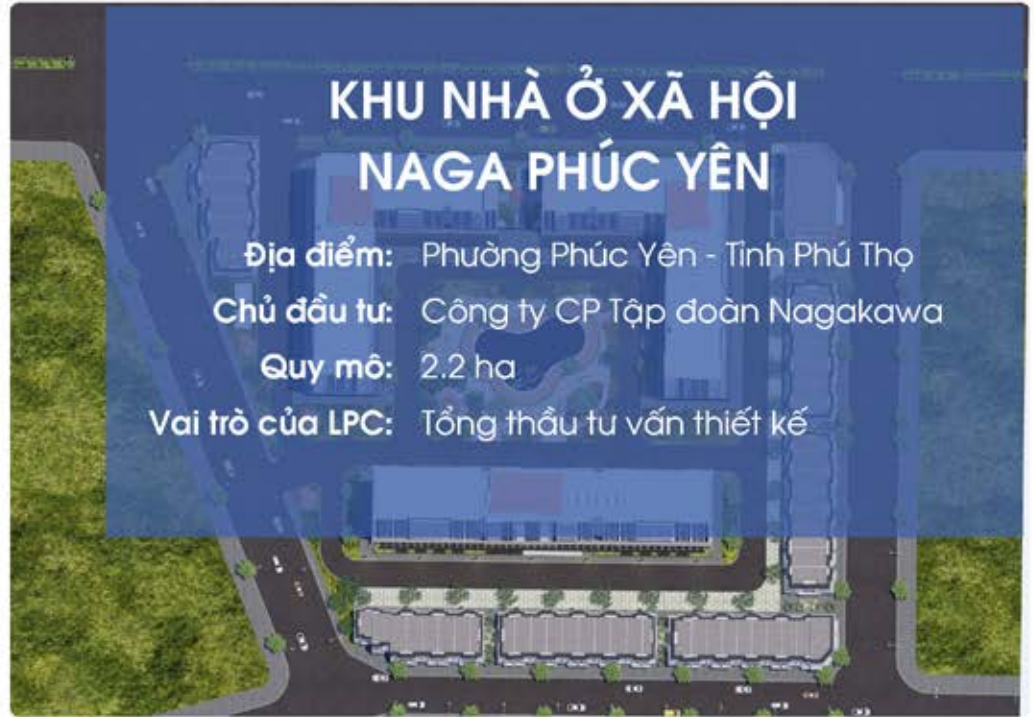 KHU NHÀ Ở XÃ HỘI
NAGA PHÚC YÊN
Địa điểm: Phường Phúc Yên - Tỉnh Phú Thọ
Chủ đầu tư: Công ty CP Tập đoàn Nagakawa
Quy mô: 2.2 ha
Vai trò của LPC: Tổng thầu tư vấn thiết kế